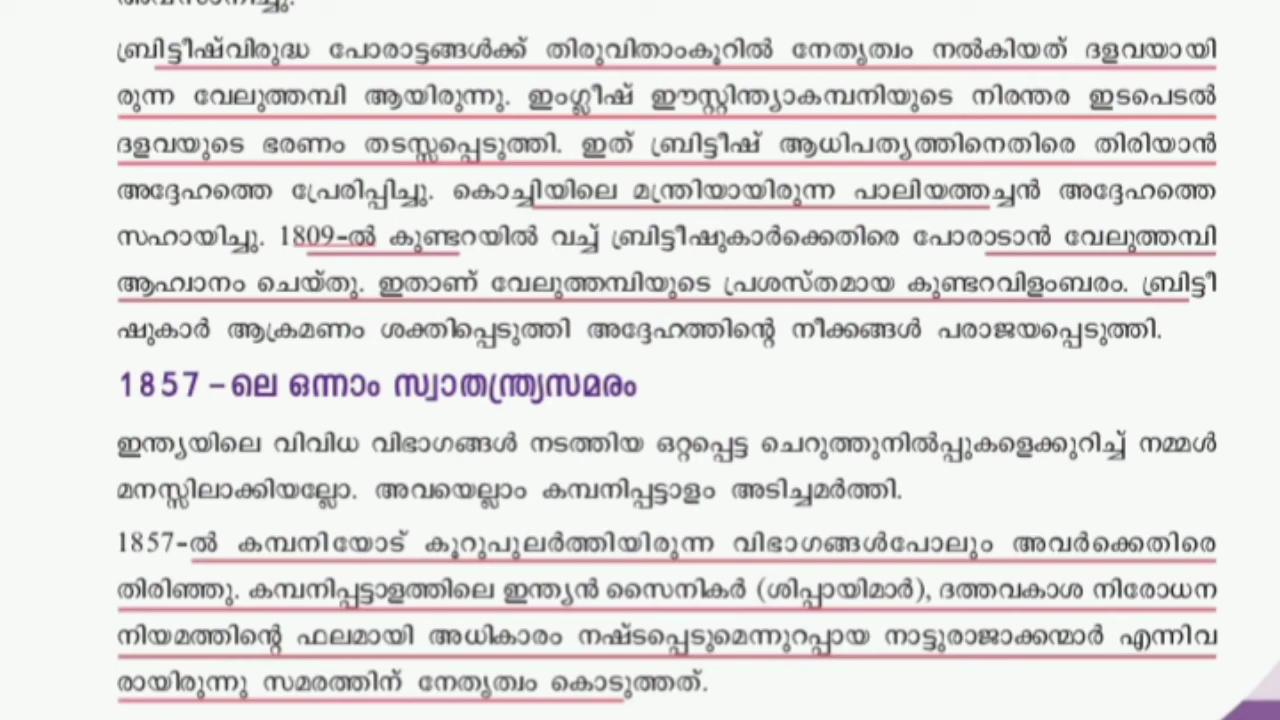 അവസാനിച്ചു.
ബ്രിട്ടീഷ്‌വിരുദ്ധ പോരാട്ടങ്ങൾക്ക് തിരുവിതാംകൂറിൽ നേതൃത്വം നൽകിയത് ദളവയായി
രുന്ന വേലുത്തമ്പി ആയിരുന്നു. ഇംഗ്ലീഷ് ഈസ്റ്റിന്ത്യാകമ്പനിയുടെ നിരന്തര ഇടപെടൽ
ദളവയുടെ ഭരണം തടസ്സപ്പെടുത്തി. ഇത് ബ്രിട്ടീഷ് ആധിപത്യത്തിനെതിരെ തിരിയാൻ
അദ്ദേഹത്തെ പ്രേരിപ്പിച്ചു. കൊച്ചിയിലെ മന്ത്രിയായിരുന്ന പാലിയത്തച്ചൻ അദ്ദേഹത്തെ
സഹായിച്ചു. 1809-ൽ കുണ്ടറയിൽ വച്ച് ബ്രിട്ടീഷുകാർക്കെതിരെ പോരാടാൻ വേലുത്തമ്പി
ആഹ്വാനം ചെയ്തു. ഇതാണ് വേലുത്തമ്പിയുടെ പ്രശസ്തമായ കുണ്ടറവിളംബരം. ബ്രിട്ടീ
ഷുകാർ ആക്രമണം ശക്തിപ്പെടുത്തി അദ്ദേഹത്തിന്റെ നീക്കങ്ങൾ പരാജയപ്പെടുത്തി.
1857 –ലെ ഒന്നാം സ്വാതന്ത്ര്യസമരം
ഇന്ത്യയിലെ വിവിധ വിഭാഗങ്ങൾ നടത്തിയ ഒറ്റപ്പെട്ട ചെറുത്തുനിൽപ്പുകളെക്കുറിച്ച് നമ്മൾ
മനസ്സിലാക്കിയല്ലോ. അവയെല്ലാം കമ്പനിപ്പട്ടാളം അടിച്ചമർത്തി.
1857-ൽ കമ്പനിയോട് കൂറുപുലർത്തിയിരുന്ന വിഭാഗങ്ങൾപോലും അവർക്കെതിരെ
തിരിഞ്ഞു. കമ്പനിപ്പട്ടാളത്തിലെ ഇന്ത്യൻ സൈനികർ (ശിപ്പായിമാർ), ദത്തവകാശ നിരോധന
നിയമത്തിന്റെ ഫലമായി അധികാരം നഷ്ടപ്പെടുമെന്നുറപ്പായ നാട്ടുരാജാക്കന്മാർ എന്നിവ
രായിരുന്നു സമരത്തിന് നേതൃത്വം കൊടുത്തത്.